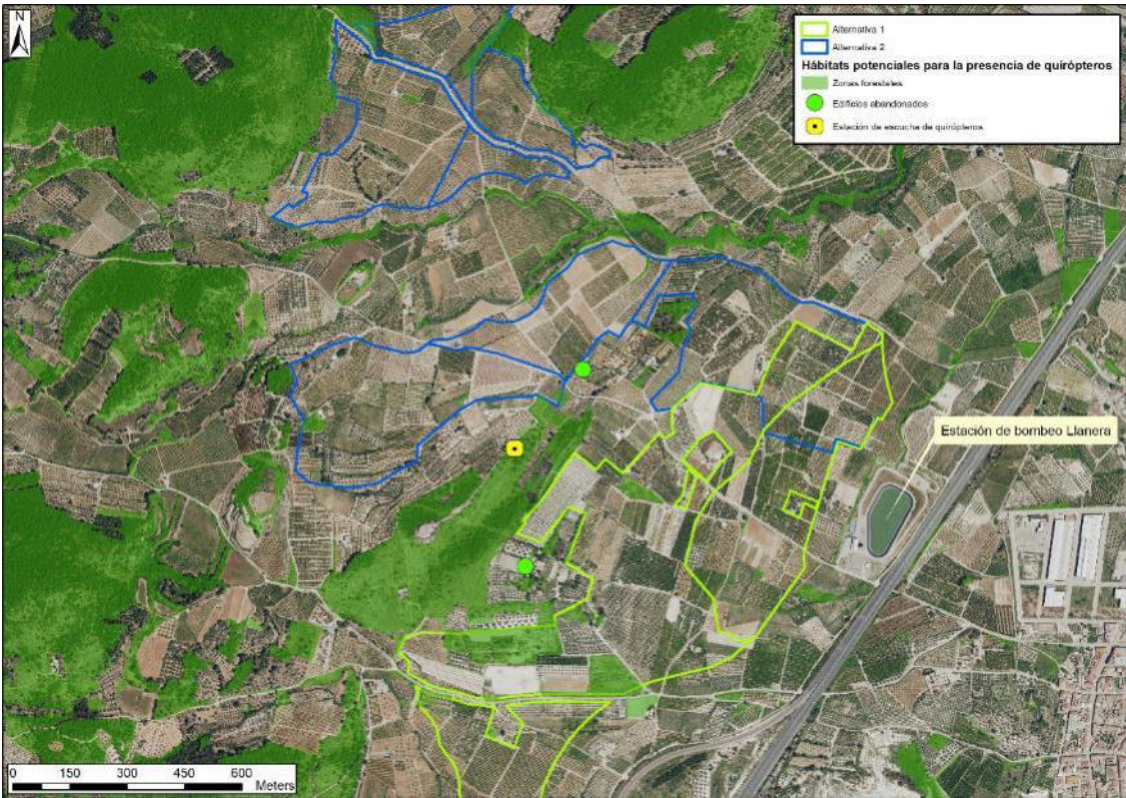 N
Alternativa 1
Alternativa 2
Hábitats potenciales para la presencia de quirópteros
Zonas forestales
Edificios abandonados
Estación de escucha de quirópteros
Estación de bombeo Llanera
0 150 300 450 600
Meters